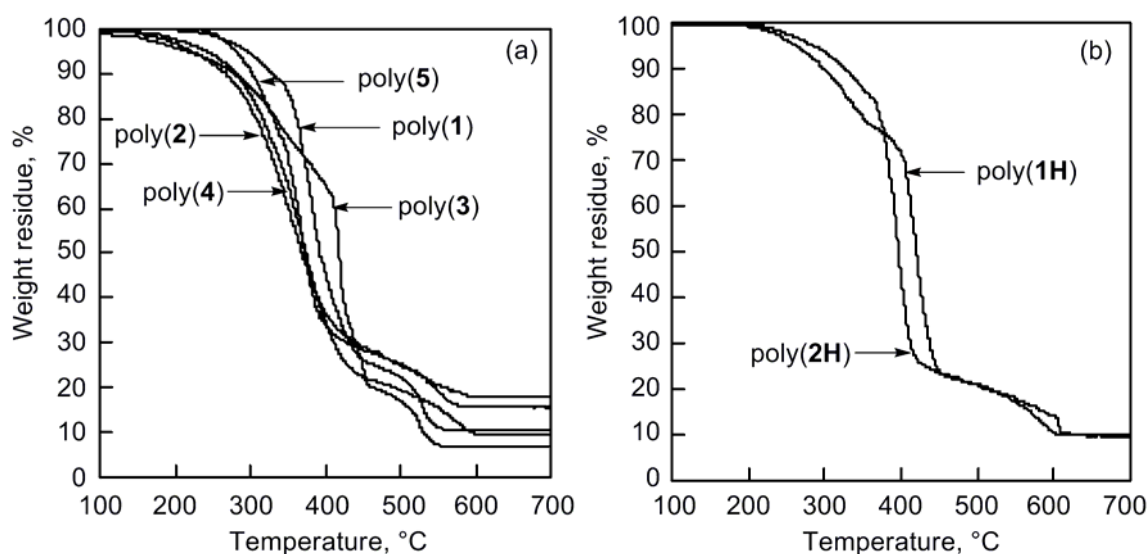 (a)
100
90
80
70
60
50
40
30
20
10
0
Weight residue, %
poly(5)
poly(1)
poly(2)
poly(4)
poly(3)
100 200 300 400 500 600 700
Temperature, °C
(b)
100
90
80
70
60
50
40
30
20
10
0
Weight residue, %
poly(1H)
poly(2H)
100 200 300 400 500 600 700
Temperature, °C